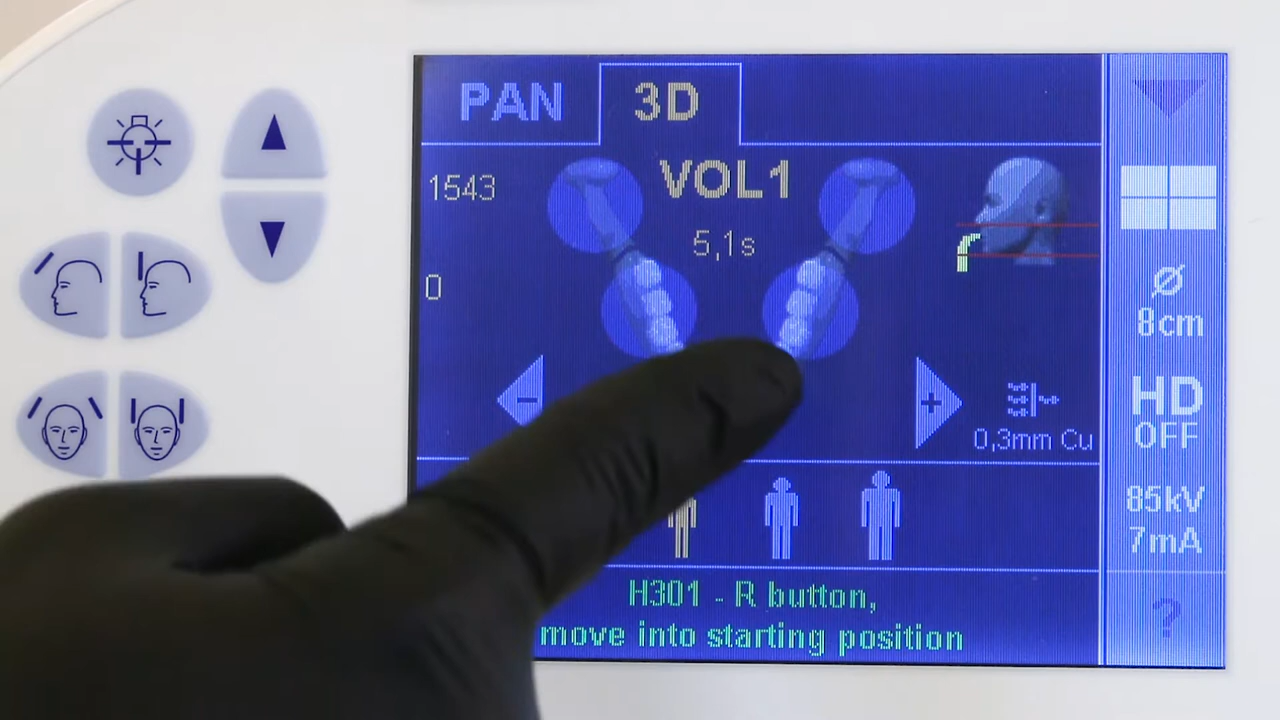 PAN
3D
1543
VOL1
5,1s
0
Ø
8cm
-
+
0,3mm Cu
HD
OFF
85kV
7mA
H301 - R button,
move into starting position
?